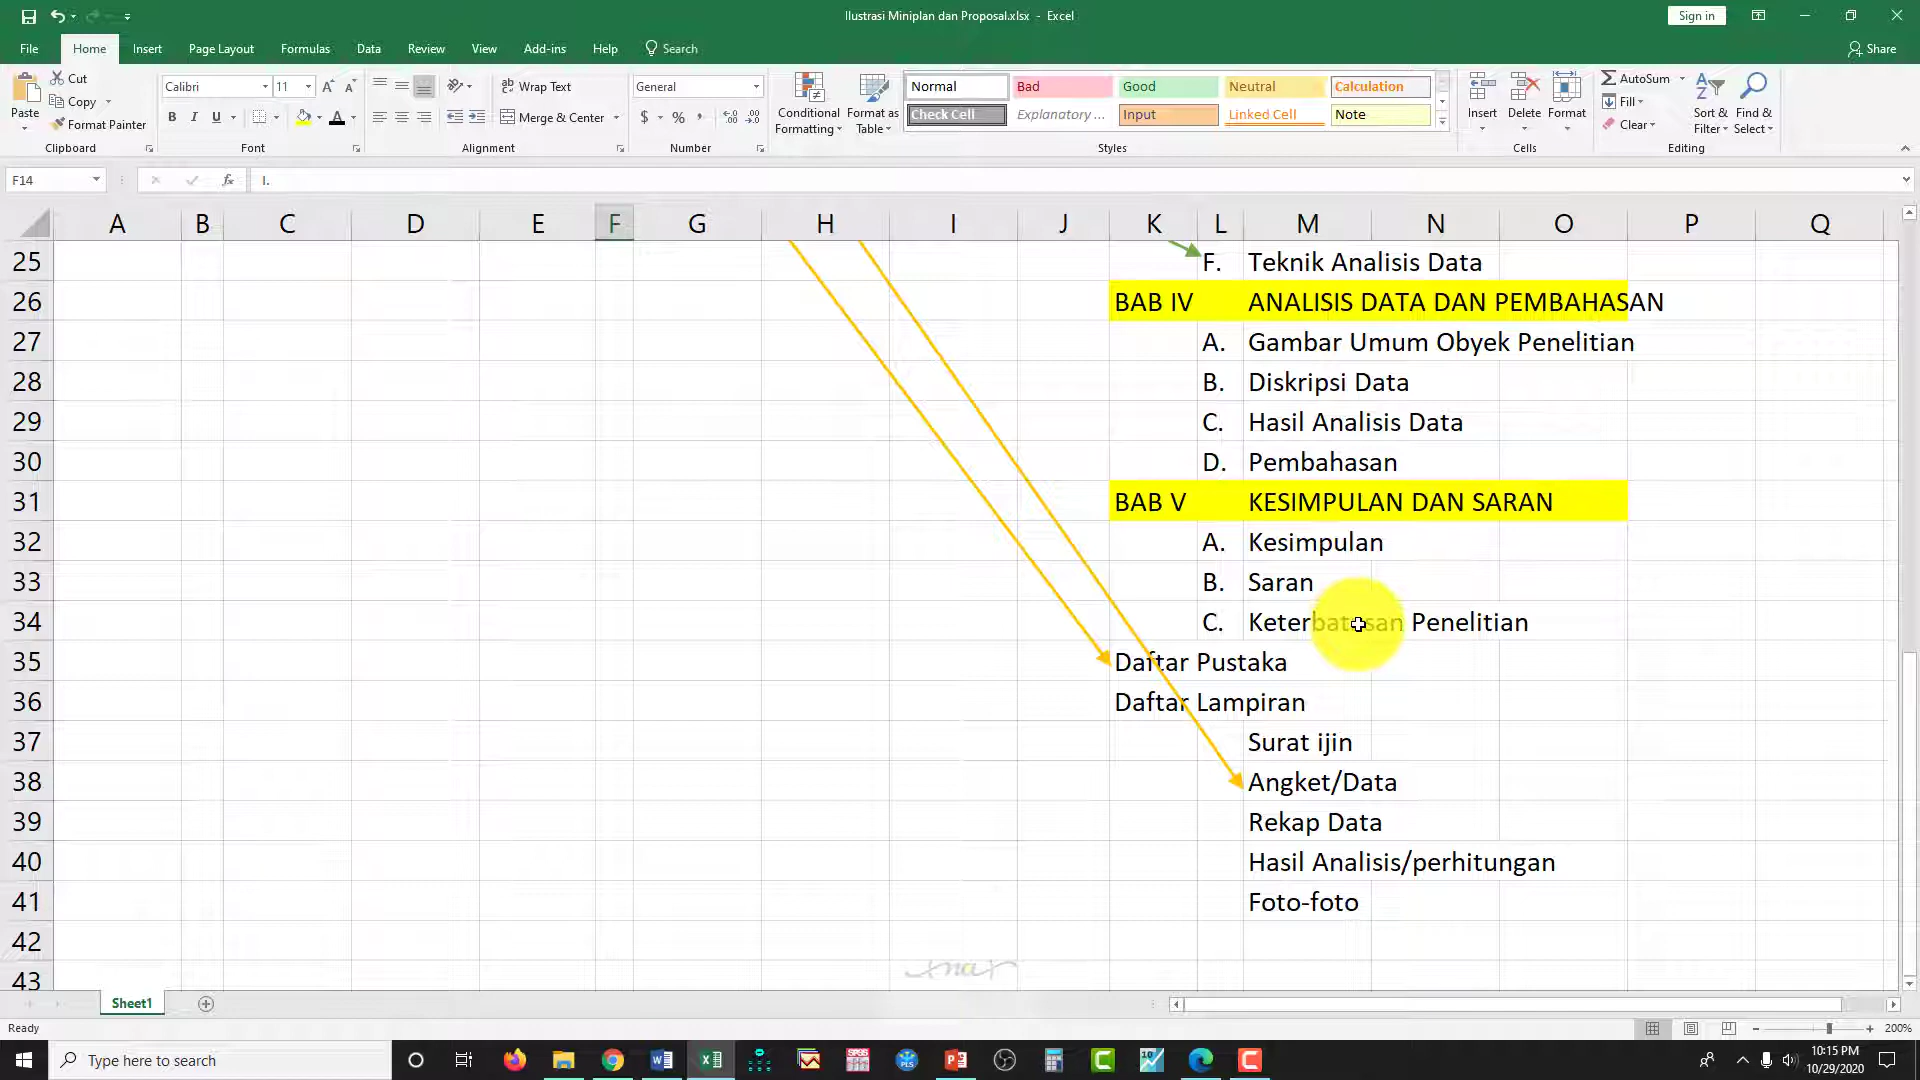 Ilustrasi Miniplan dan Proposal.xlsx - Excel
Sign in
File Home Insert Page Layout Formulas Data Review View Add-ins Help Search Share
Paste
Cut
Copy
Format Painter
Clipboard
Calibri 11
B I U
Font
Wrap Text
Merge & Center
Alignment
General
$ % ,
Number
Conditional Formatting
Format as Table
Normal Bad Good Neutral Calculation
Check Cell Explanatory ... Input Linked Cell Note
Styles
Insert Delete Format
Cells
AutoSum
Fill
Clear
Sort & Filter
Find & Select
Editing
F14 fx I.
A B C D E F G H I J K L M N O P Q
25 F. Teknik Analisis Data
26 BAB IV ANALISIS DATA DAN PEMBAHASAN
27 A. Gambar Umum Obyek Penelitian
28 B. Diskripsi Data
29 C. Hasil Analisis Data
30 D. Pembahasan
31 BAB V KESIMPULAN DAN SARAN
32 A. Kesimpulan
33 B. Saran
34 C. Keterbatasan Penelitian
35 Daftar Pustaka
36 Daftar Lampiran
37 Surat ijin
38 Angket/Data
39 Rekap Data
40 Hasil Analisis/perhitungan
41 Foto-foto
42
43
Sheet1
Ready
200%
Type here to search
10:15 PM
10/29/2020